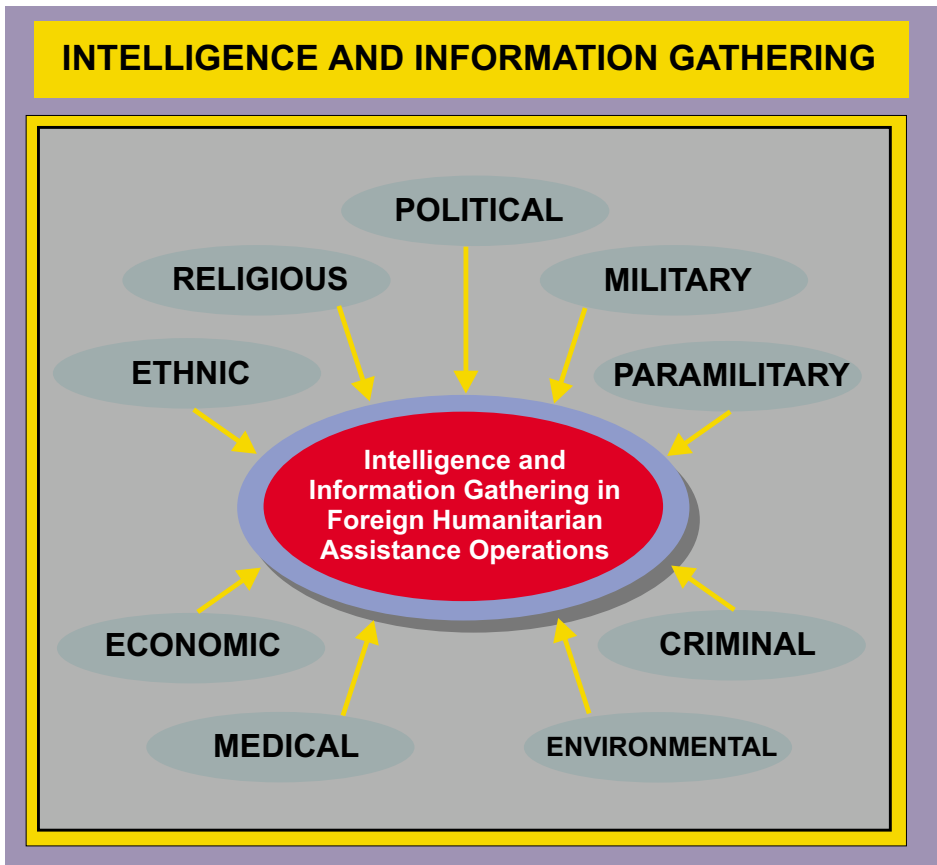 INTELLIGENCE AND INFORMATION GATHERING
POLITICAL
RELIGIOUS
MILITARY
ETHNIC
PARAMILITARY
Intelligence and
Information Gathering in
Foreign Humanitarian
Assistance Operations
ECONOMIC
CRIMINAL
MEDICAL
ENVIRONMENTAL